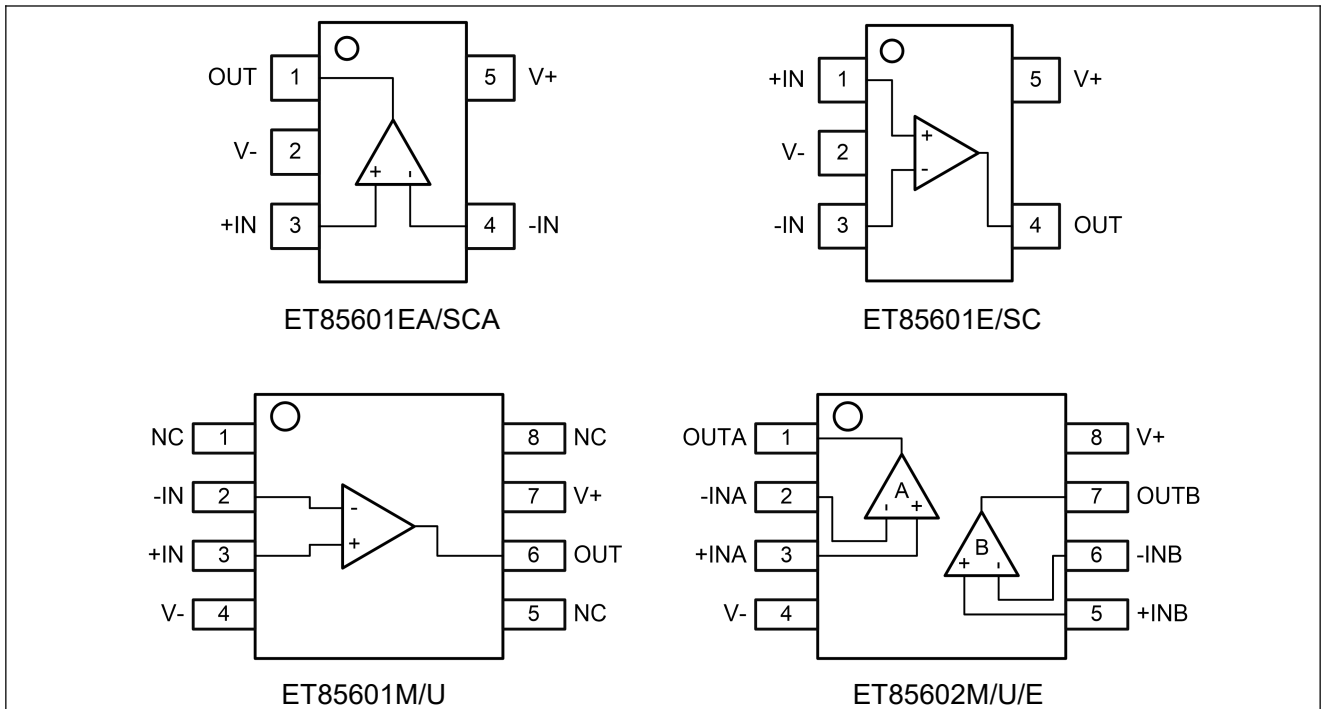 OUT 1
5 V+
V- 2
+ -
+IN 3
4 -IN
ET85601EA/SCA
+IN 1
5 V+
V- 2
+
-
-IN 3
4 OUT
ET85601E/SC
NC 1
8 NC
-IN 2
7 V+
-
+
+IN 3
6 OUT
V- 4
5 NC
ET85601M/U
OUTA 1
8 V+
-INA 2
7 OUTB
A
- +
+INA 3
6 -INB
B
+ -
V- 4
5 +INB
ET85602M/U/E